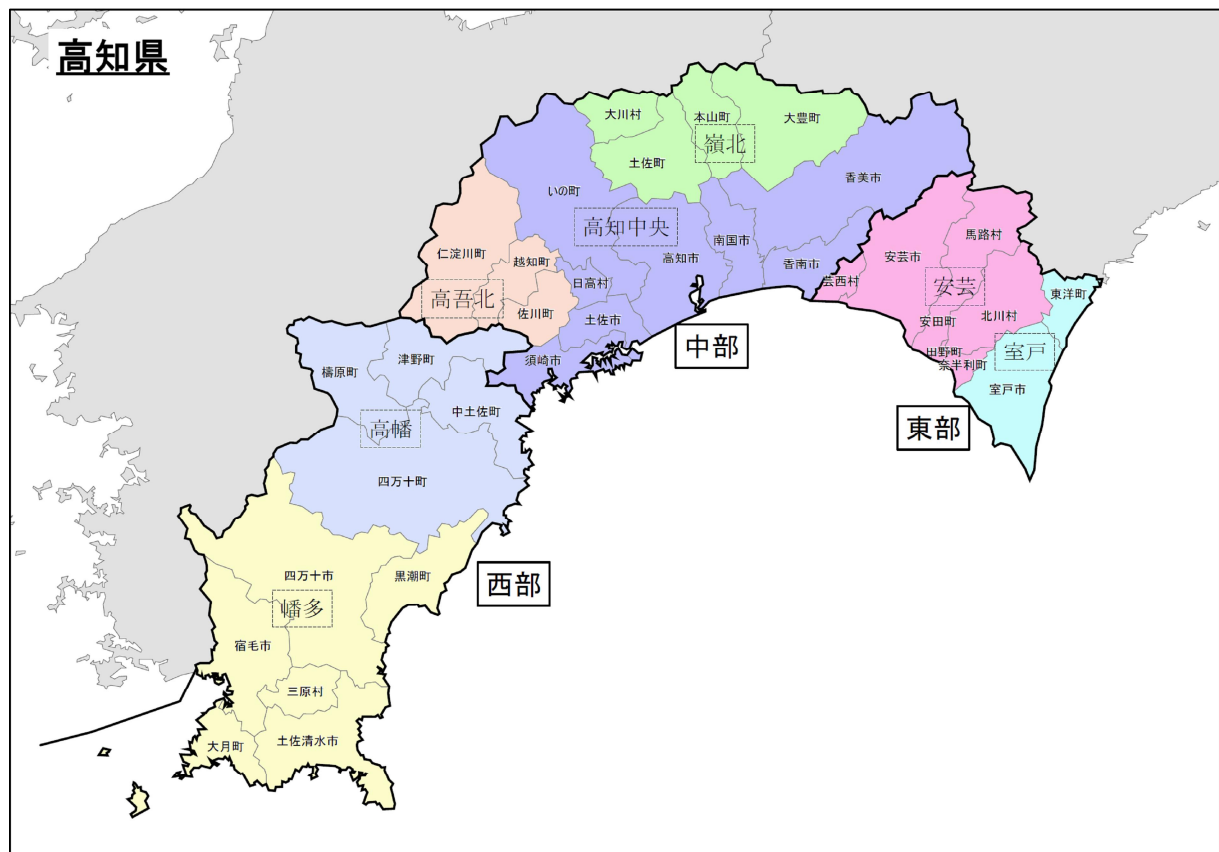 高知県
大川村
本山町
大豊町
嶺北
土佐町
香美市
いの町
高知中央
南国市
高知市
香南市
仁淀川町
越知町
日高村
高吾北
佐川町
土佐市
須崎市
中部
馬路村
安芸市
芸西村
安芸
東洋町
北川村
安田町
田野町
奈半利町
室戸
室戸市
東部
津野町
檮原町
中土佐町
高幡
四万十町
西部
四万十市
黒潮町
幡多
宿毛市
三原村
大月町
土佐清水市